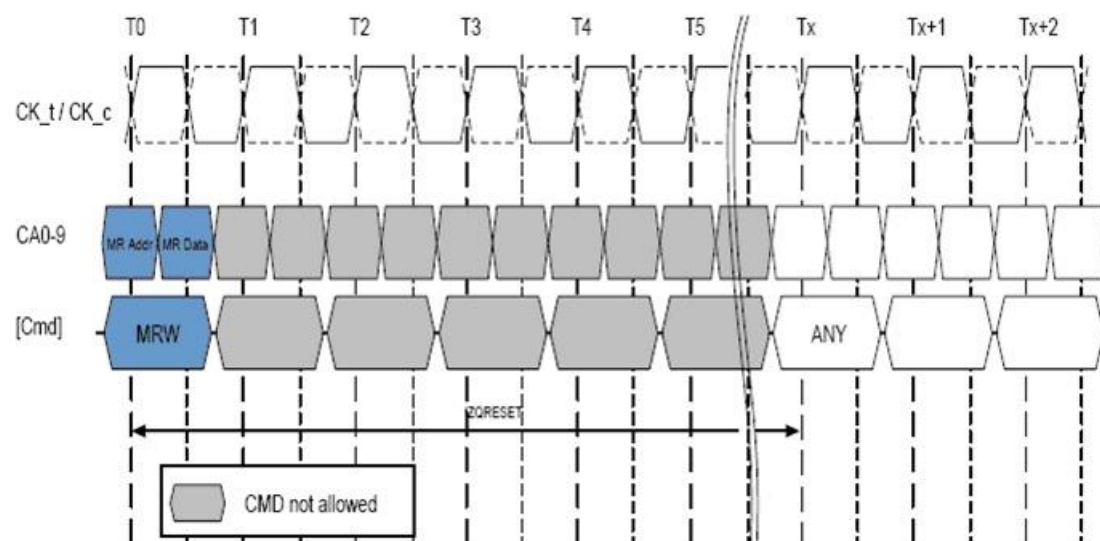 T0 T1 T2 T3 T4 T5 Tx Tx+1 Tx+2
CK_t / CK_c
CA0-9 MR Addr MR Data
[Cmd] MRW ANY
ZQRESET
CMD not allowed